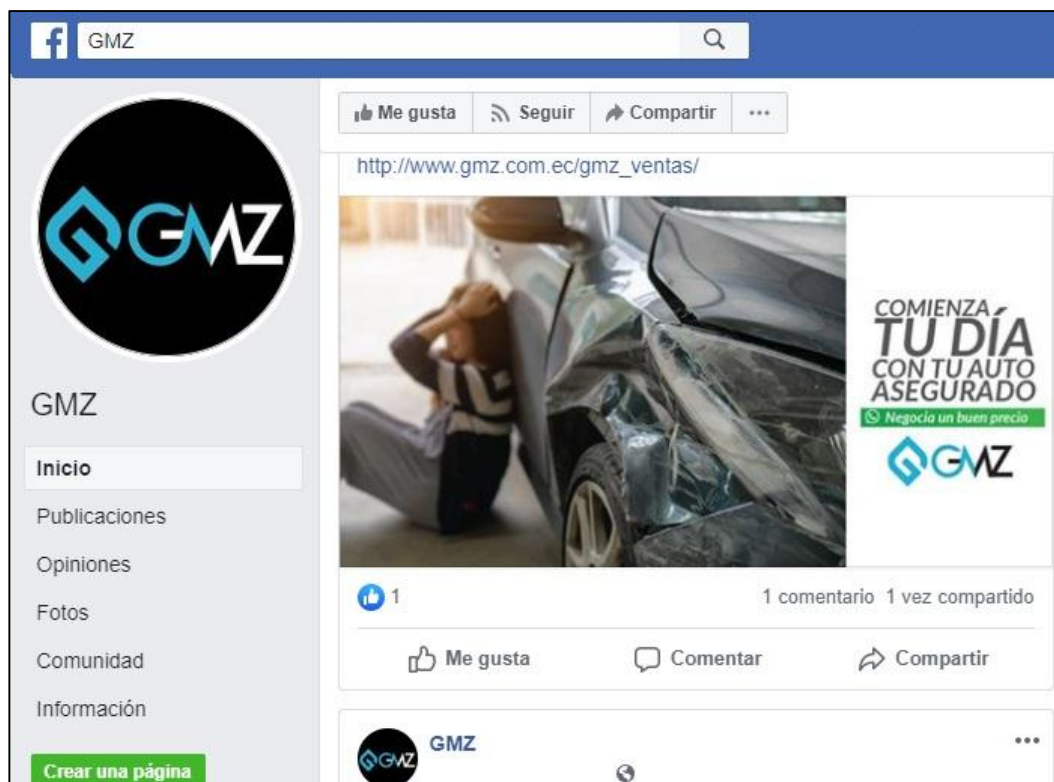 f GMZ
Me gusta Seguir Compartir ...
http://www.gmz.com.ec/gmz_ventas/
GMZ
COMIENZA
TU DÍA
CON TU AUTO
ASEGURADO
Negocia un buen precio
GMZ
GMZ
Inicio
Publicaciones
Opiniones
Fotos
Comunidad
Información
Crear una página
1 1 comentario 1 vez compartido
Me gusta Comentar Compartir
GMZ GMZ ...